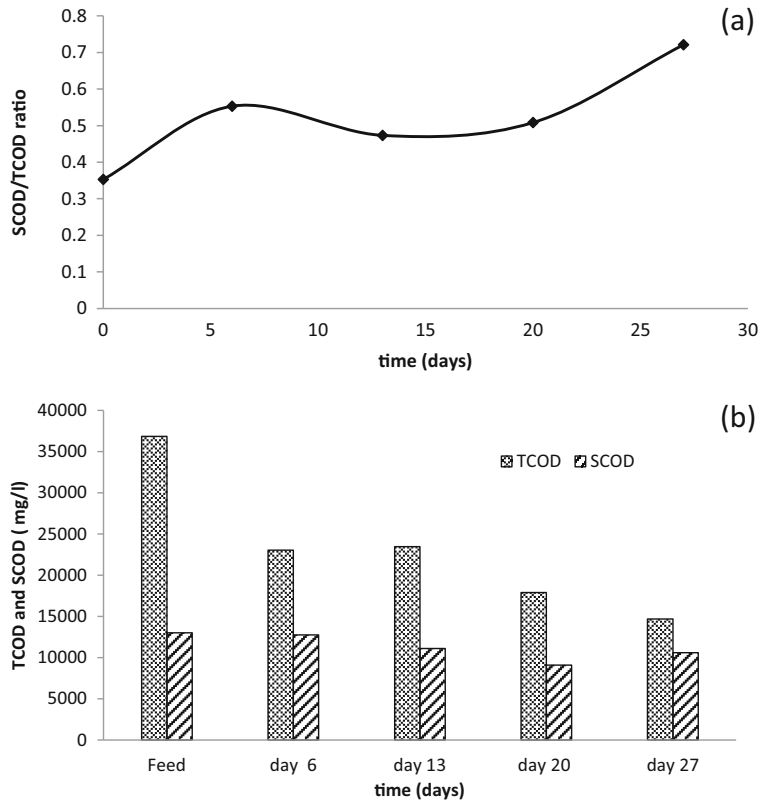 (a)
SCOD/TCOD ratio
0.8
0.7
0.6
0.5
0.4
0.3
0.2
0.1
0
0 5 10 15 20 25 30
time (days)
(b)
TCOD and SCOD ( mg/l)
40000
35000
30000
25000
20000
15000
10000
5000
0
TCOD SCOD
Feed day 6 day 13 day 20 day 27
time (days)